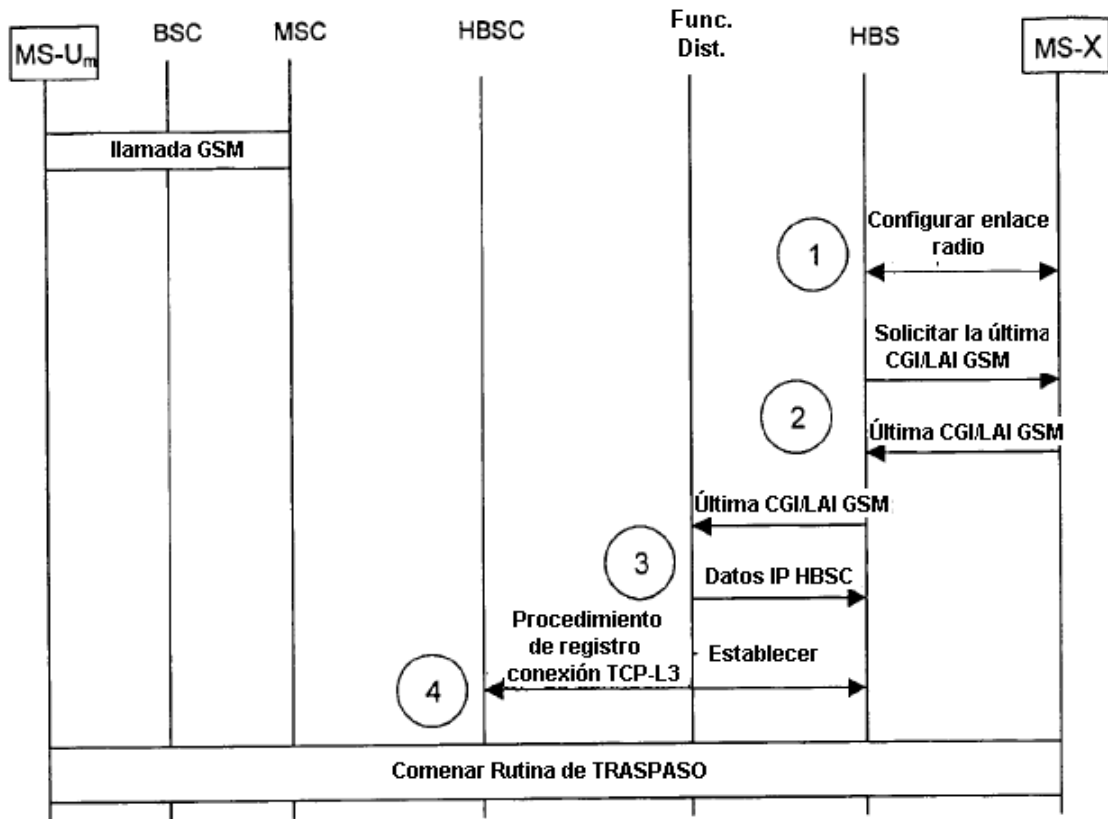 MS-Um
BSC
MSC
HBSC
Func.
Dist.
HBS
MS-X
llamada GSM
Configurar enlace
radio
1
Solicitar la última
CGI/LAI GSM
2
Última CGI/LAI GSM
Última CGI/LAI GSM
3
Datos IP HBSC
Procedimiento
de registro
conexión TCP-L3
Establecer
4
Comenar Rutina de TRASPASO